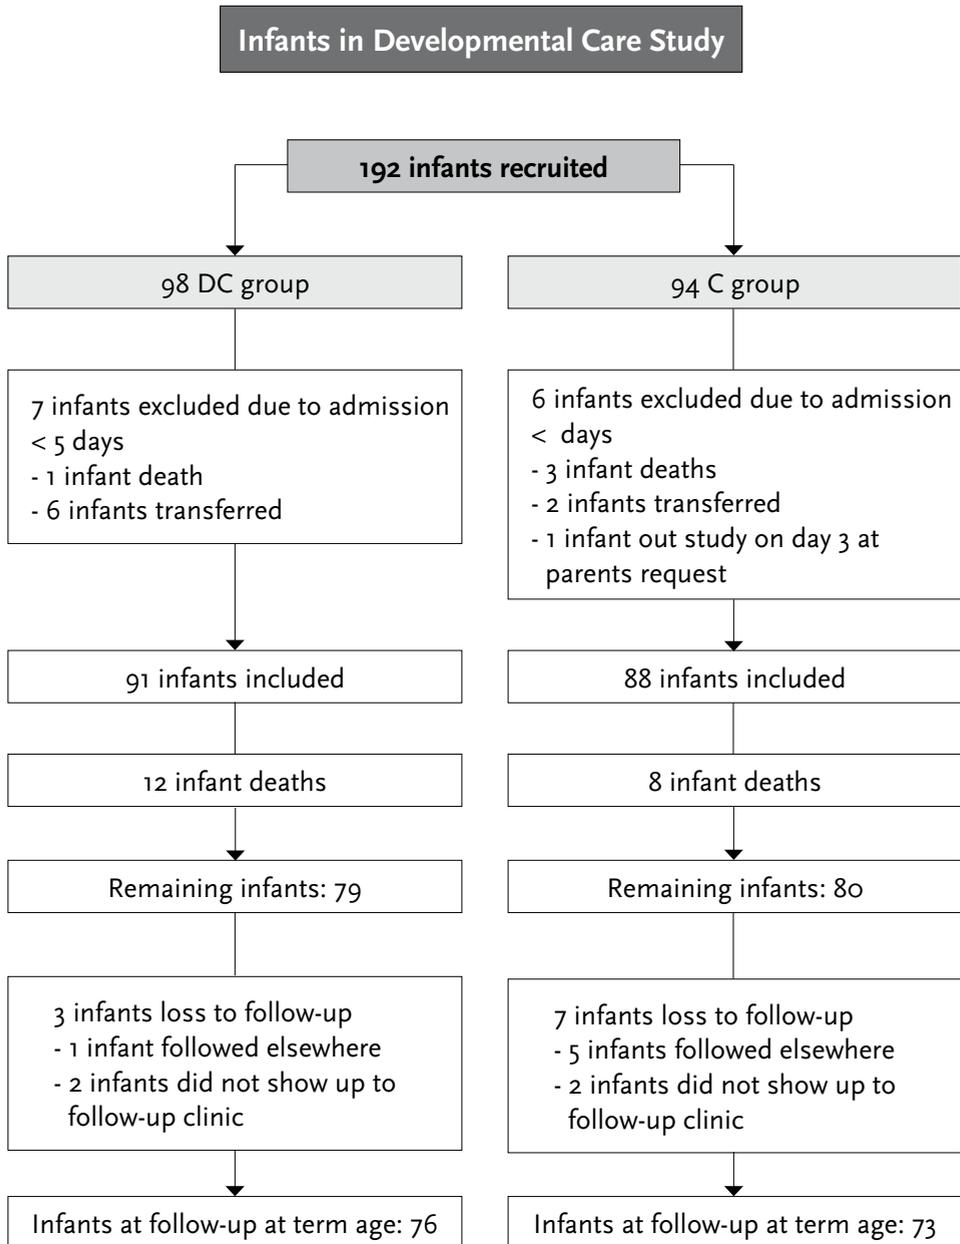 Infants in Developmental Care Study
192 infants recruited
98 DC group
94 C group
7 infants excluded due to admission
< 5 days
- 1 infant death
- 6 infants transferred
6 infants excluded due to admission
<  days
- 3 infant deaths
- 2 infants transferred
- 1 infant out study on day 3 at
parents request
91 infants included
88 infants included
12 infant deaths
8 infant deaths
Remaining infants: 79
Remaining infants: 80
3 infants loss to follow-up
- 1 infant followed elsewhere
- 2 infants did not show up to
follow-up clinic
7 infants loss to follow-up
- 5 infants followed elsewhere
- 2 infants did not show up to
follow-up clinic
Infants at follow-up at term age: 76
Infants at follow-up at term age: 73